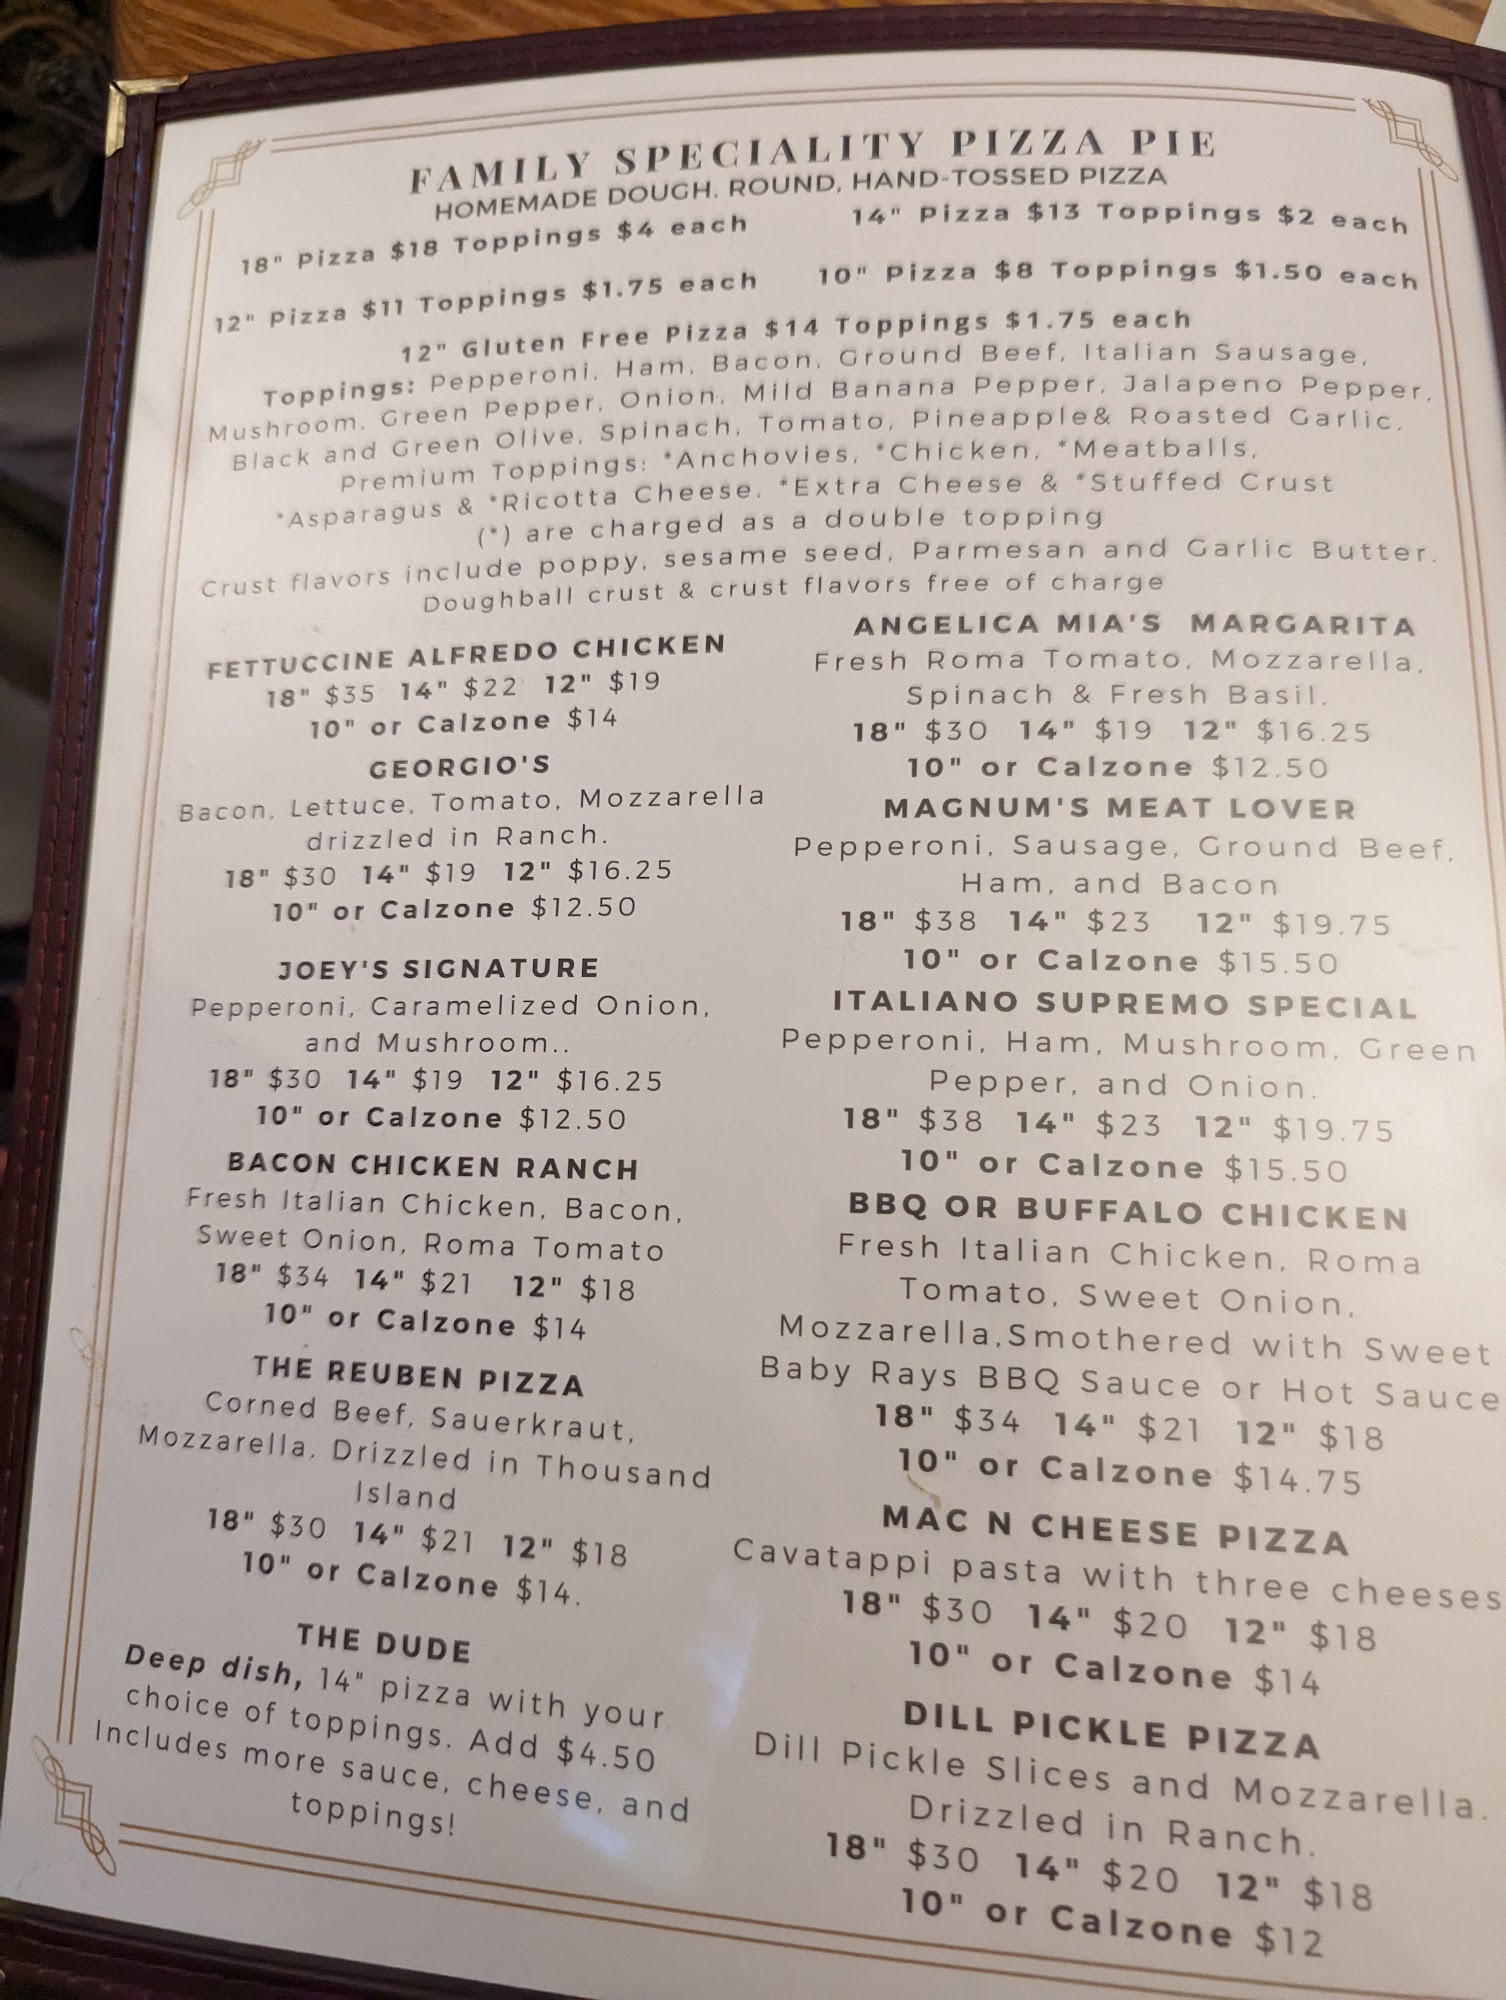 FAMILY SPECIALITY PIZZA PIE
HOMEMADE DOUGH. ROUND, HAND-TOSSED PIZZA
18" Pizza $18 Toppings $4 each
14" Pizza $13 Toppings $2 each
12" Pizza $11 Toppings $1.75 each
10" Pizza $8 Toppings $1.50 each
12" Gluten Free Pizza $14 Toppings $1.75 each
Toppings: Pepperoni, Ham, Bacon, Ground Beef, Italian Sausage,
Mushroom, Green Pepper, Onion, Mild Banana Pepper, Jalapeno Pepper,
Black and Green Olive, Spinach, Tomato, Pineapple& Roasted Garlic,
Premium Toppings: *Anchovies, *Chicken, *Meatballs,
*Asparagus & *Ricotta Cheese, *Extra Cheese & *Stuffed Crust
(*) are charged as a double topping
Crust flavors include poppy, sesame seed, Parmesan and Garlic Butter.
Doughball crust & crust flavors free of charge
FETTUCCINE ALFREDO CHICKEN
18" $35 14" $22 12" $19
10" or Calzone $14
GEORGIO'S
Bacon, Lettuce, Tomato, Mozzarella
drizzled in Ranch.
18" $30 14" $19 12" $16.25
10" or Calzone $12.50
JOEY'S SIGNATURE
Pepperoni, Caramelized Onion,
and Mushroom..
18" $30 14" $19 12" $16.25
10" or Calzone $12.50
BACON CHICKEN RANCH
Fresh Italian Chicken, Bacon,
Sweet Onion, Roma Tomato
18" $34 14" $21 12" $18
10" or Calzone $14
THE REUBEN PIZZA
Corned Beef, Sauerkraut,
Mozzarella, Drizzled in Thousand
Island
18" $30 14" $21 12" $18
10" or Calzone $14.
THE DUDE
Deep dish, 14" pizza with your
choice of toppings. Add $4.50
Includes more sauce, cheese, and
toppings!
ANGELICA MIA'S MARGARITA
Fresh Roma Tomato, Mozzarella,
Spinach & Fresh Basil.
18" $30 14" $19 12" $16.25
10" or Calzone $12.50
MAGNUM'S MEAT LOVER
Pepperoni, Sausage, Ground Beef,
Ham, and Bacon
18" $38 14" $23 12" $19.75
10" or Calzone $15.50
ITALIANO SUPREMO SPECIAL
Pepperoni, Ham, Mushroom, Green
Pepper, and Onion.
18" $38 14" $23 12" $19.75
10" or Calzone $15.50
BBQ OR BUFFALO CHICKEN
Fresh Italian Chicken, Roma
Tomato, Sweet Onion,
Mozzarella,Smothered with Sweet
Baby Rays BBQ Sauce or Hot Sauce
18" $34 14" $21 12" $18
10" or Calzone $14.75
MAC N CHEESE PIZZA
Cavatappi pasta with three cheeses
18" $30 14" $20 12" $18
10" or Calzone $14
DILL PICKLE PIZZA
Dill Pickle Slices and Mozzarella.
Drizzled in Ranch.
18" $30 14" $20 12" $18
10" or Calzone $12